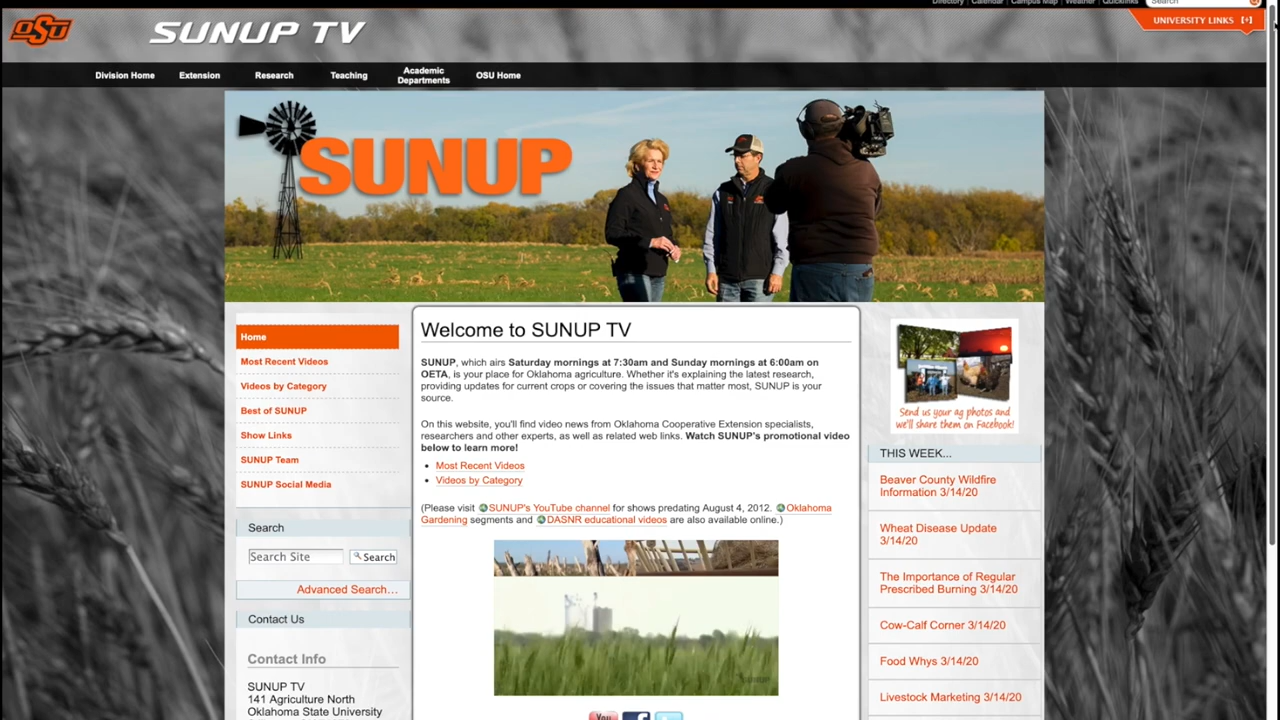 Directory | Calendar | Campus Map | Weather | Quicklinks
Search
UNIVERSITY LINKS [+]
OSU
SUNUP TV
Division Home
Extension
Research
Teaching
Academic
Departments
OSU Home
SUNUP
Home
Most Recent Videos
Videos by Category
Best of SUNUP
Show Links
SUNUP Team
SUNUP Social Media
Search
Search Site
Search
Advanced Search…
Contact Us
Contact Info
SUNUP TV
141 Agriculture North
Oklahoma State University
Welcome to SUNUP TV
SUNUP, which airs Saturday mornings at 7:30am and Sunday mornings at 6:00am on
OETA, is your place for Oklahoma agriculture. Whether it's explaining the latest research,
providing updates for current crops or covering the issues that matter most, SUNUP is your
source.
On this website, you'll find video news from Oklahoma Cooperative Extension specialists,
researchers and other experts, as well as related web links. Watch SUNUP's promotional video
below to learn more!
• Most Recent Videos
• Videos by Category
(Please visit SUNUP's YouTube channel for shows predating August 4, 2012. Oklahoma
Gardening segments and DASNR educational videos are also available online.)
SUNUP
You
Send us your ag photos and
we'll share them on Facebook!
THIS WEEK...
Beaver County Wildfire
Information 3/14/20
Wheat Disease Update
3/14/20
The Importance of Regular
Prescribed Burning 3/14/20
Cow-Calf Corner 3/14/20
Food Whys 3/14/20
Livestock Marketing 3/14/20